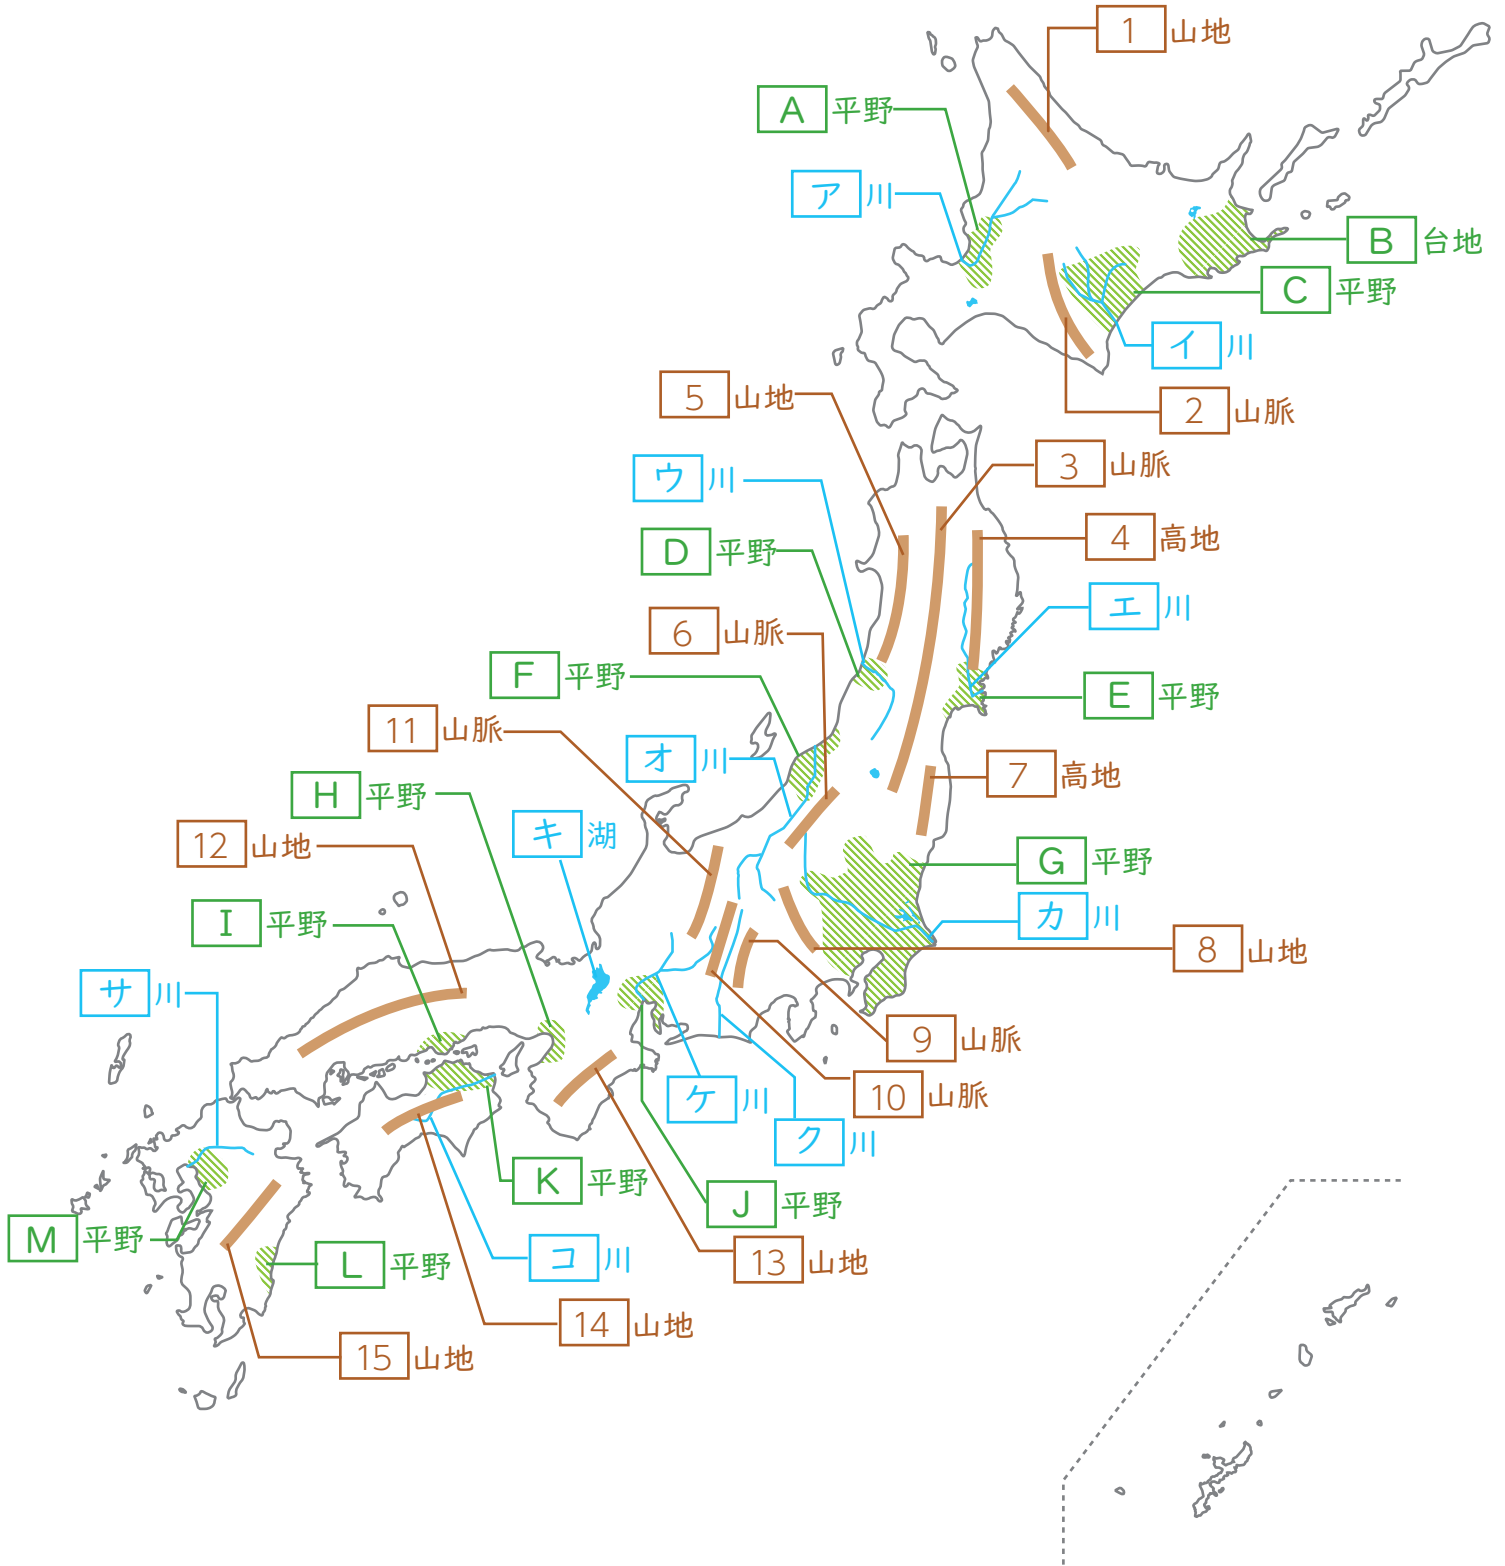 1 山地
A 平野
ア 川
B 台地
C 平野
イ 川
5 山地
2 山脈
3 山脈
ウ 川
4 高地
D 平野
エ 川
6 山脈
F 平野
E 平野
11 山脈
オ 川
7 高地
H 平野
キ 湖
12 山地
G 平野
I 平野
カ 川
8 山地
サ 川
9 山脈
10 山脈
ケ 川
ク 川
K 平野
J 平野
M 平野
L 平野
コ 川
13 山地
14 山地
15 山地